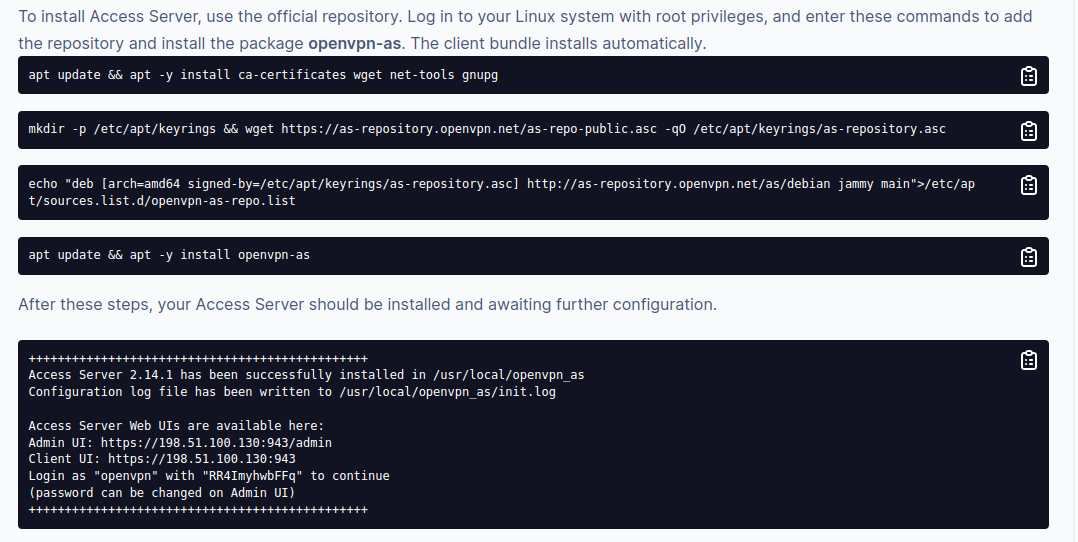 To install Access Server, use the official repository. Log in to your Linux system with root privileges, and enter these commands to add
the repository and install the package openvpn-as. The client bundle installs automatically.
apt update && apt -y install ca-certificates wget net-tools gnupg
mkdir -p /etc/apt/keyrings && wget https://as-repository.openvpn.net/as-repo-public.asc -qO /etc/apt/keyrings/as-repository.asc
echo "deb [arch=amd64 signed-by=/etc/apt/keyrings/as-repository.asc] http://as-repository.openvpn.net/as/debian jammy main">/etc/ap
t/sources.list.d/openvpn-as-repo.list
apt update && apt -y install openvpn-as
After these steps, your Access Server should be installed and awaiting further configuration.
+++++++++++++++++++++++++++++++++++++++++++++++
Access Server 2.14.1 has been successfully installed in /usr/local/openvpn_as
Configuration log file has been written to /usr/local/openvpn_as/init.log
Access Server Web UIs are available here:
Admin UI: https://198.51.100.130:943/admin
Client UI: https://198.51.100.130:943
Login as "openvpn" with "RR4ImyhwbFFq" to continue
(password can be changed on Admin UI)
+++++++++++++++++++++++++++++++++++++++++++++++